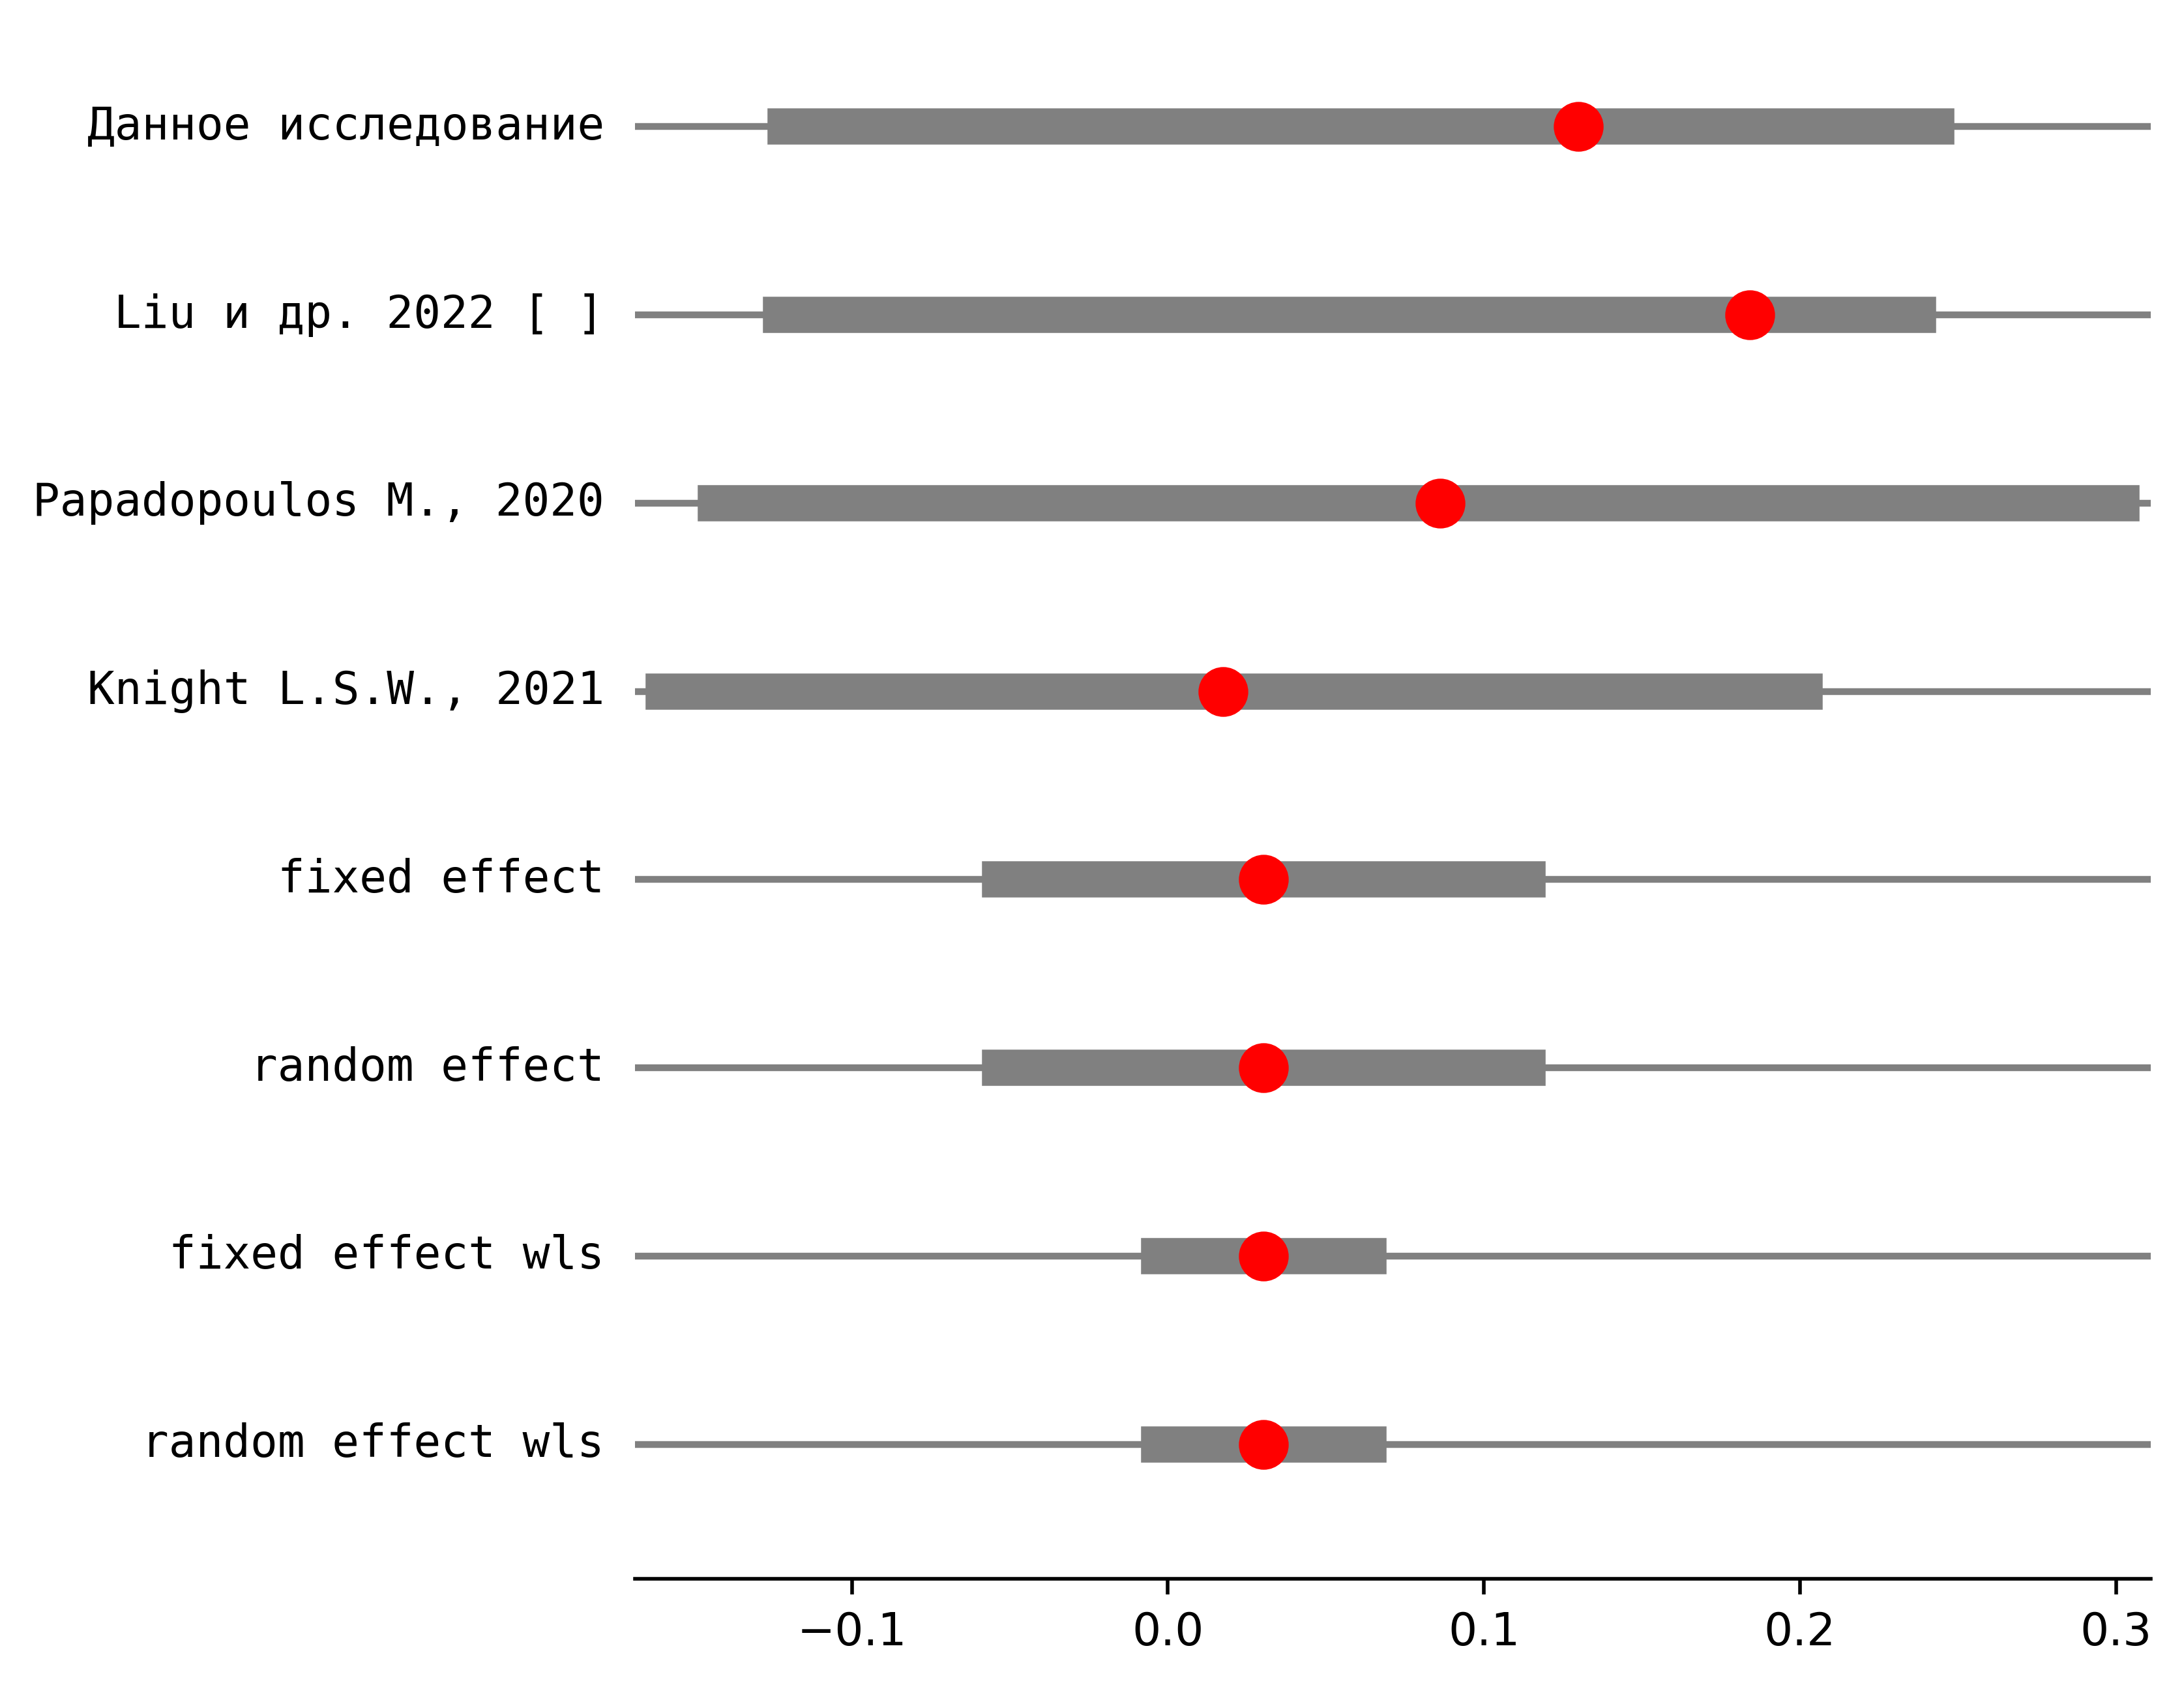 Данное исследование
Liu и др. 2022 [ ]
Papadopoulos M., 2020
Knight L.S.W., 2021
fixed effect
random effect
fixed effect wls
random effect wls
−0.1 0.0 0.1 0.2 0.3